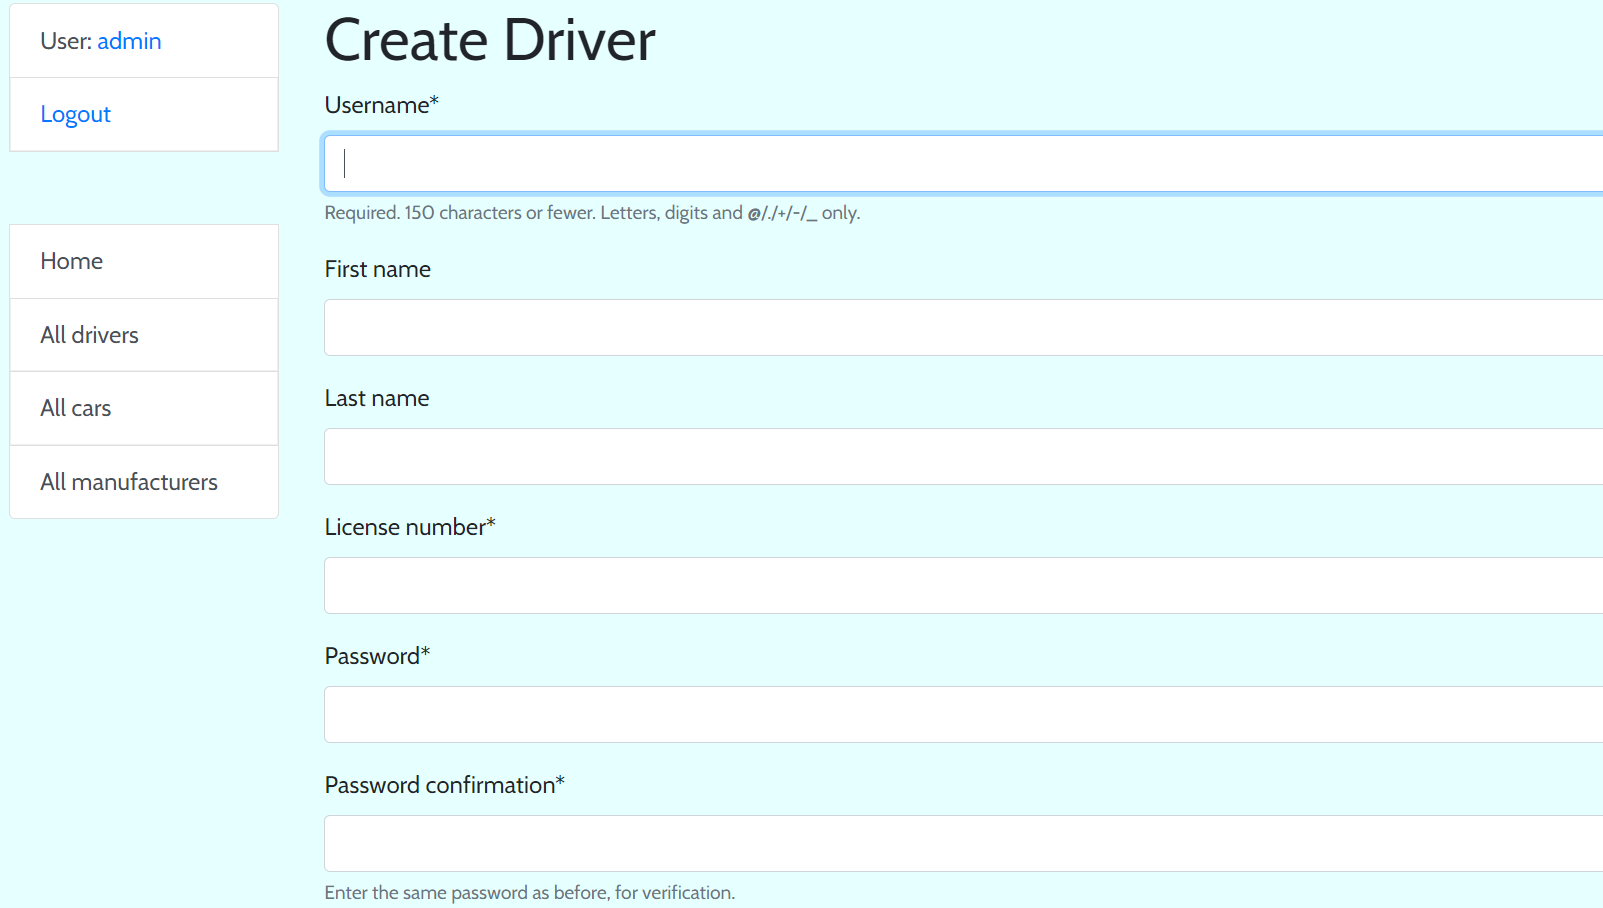 User: admin
Logout
Home
All drivers
All cars
All manufacturers
Create Driver
Username*
Required. 150 characters or fewer. Letters, digits and @/./+/-/_ only.
First name
Last name
License number*
Password*
Password confirmation*
Enter the same password as before, for verification.